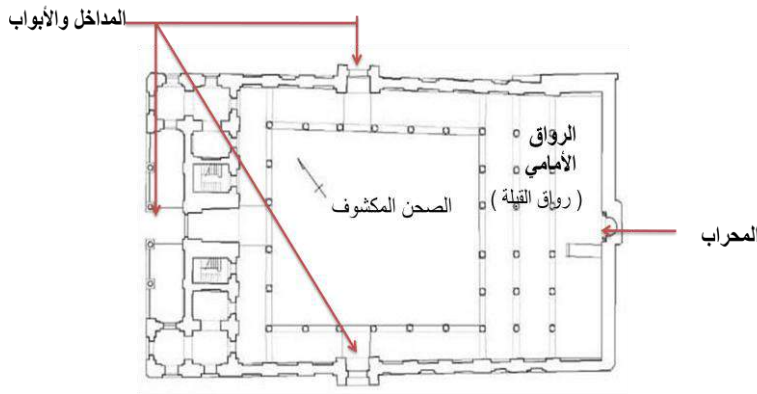 المداخل والأبواب
الرواق
الأمامي
( رواق القبلة )
الصحن المكشوف
المحراب